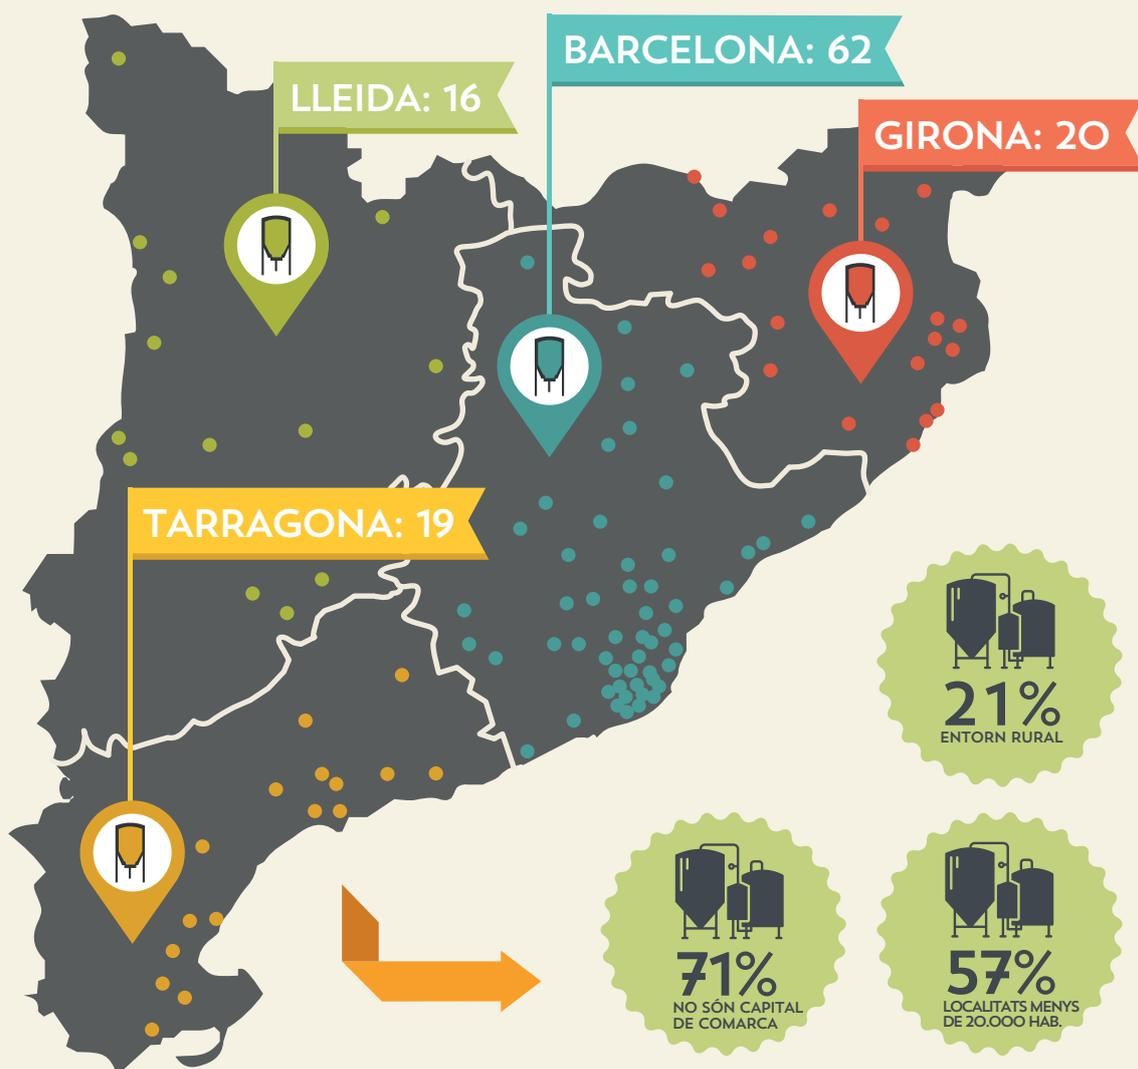 BARCELONA: 62
LLEIDA: 16
GIRONA: 20
TARRAGONA: 19
21%
ENTORN RURAL
71%
NO SÓN CAPITAL
DE COMARCA
57%
LOCALITATS MENYS
DE 20.000 HAB.